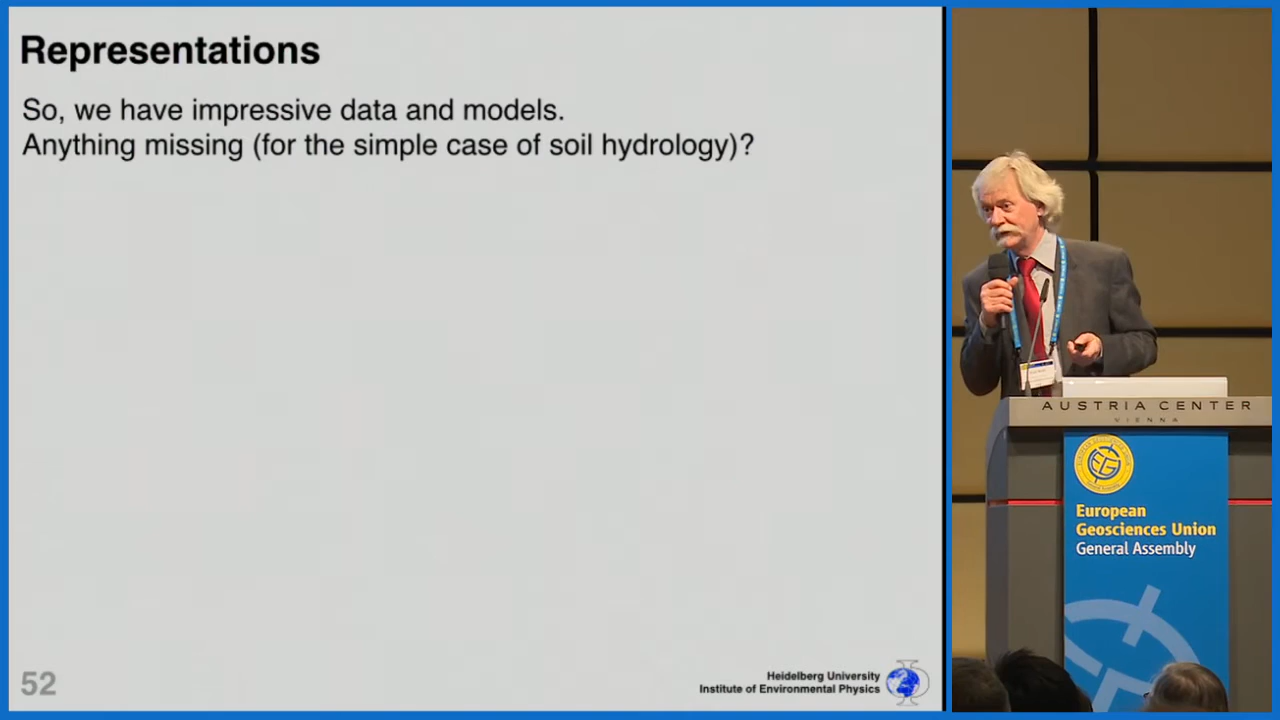 Representations
So, we have impressive data and models.
Anything missing (for the simple case of soil hydrology)?
52
Heidelberg University
Institute of Environmental Physics
AUSTRIA CENTER
VIENNA
European
Geosciences Union
General Assembly